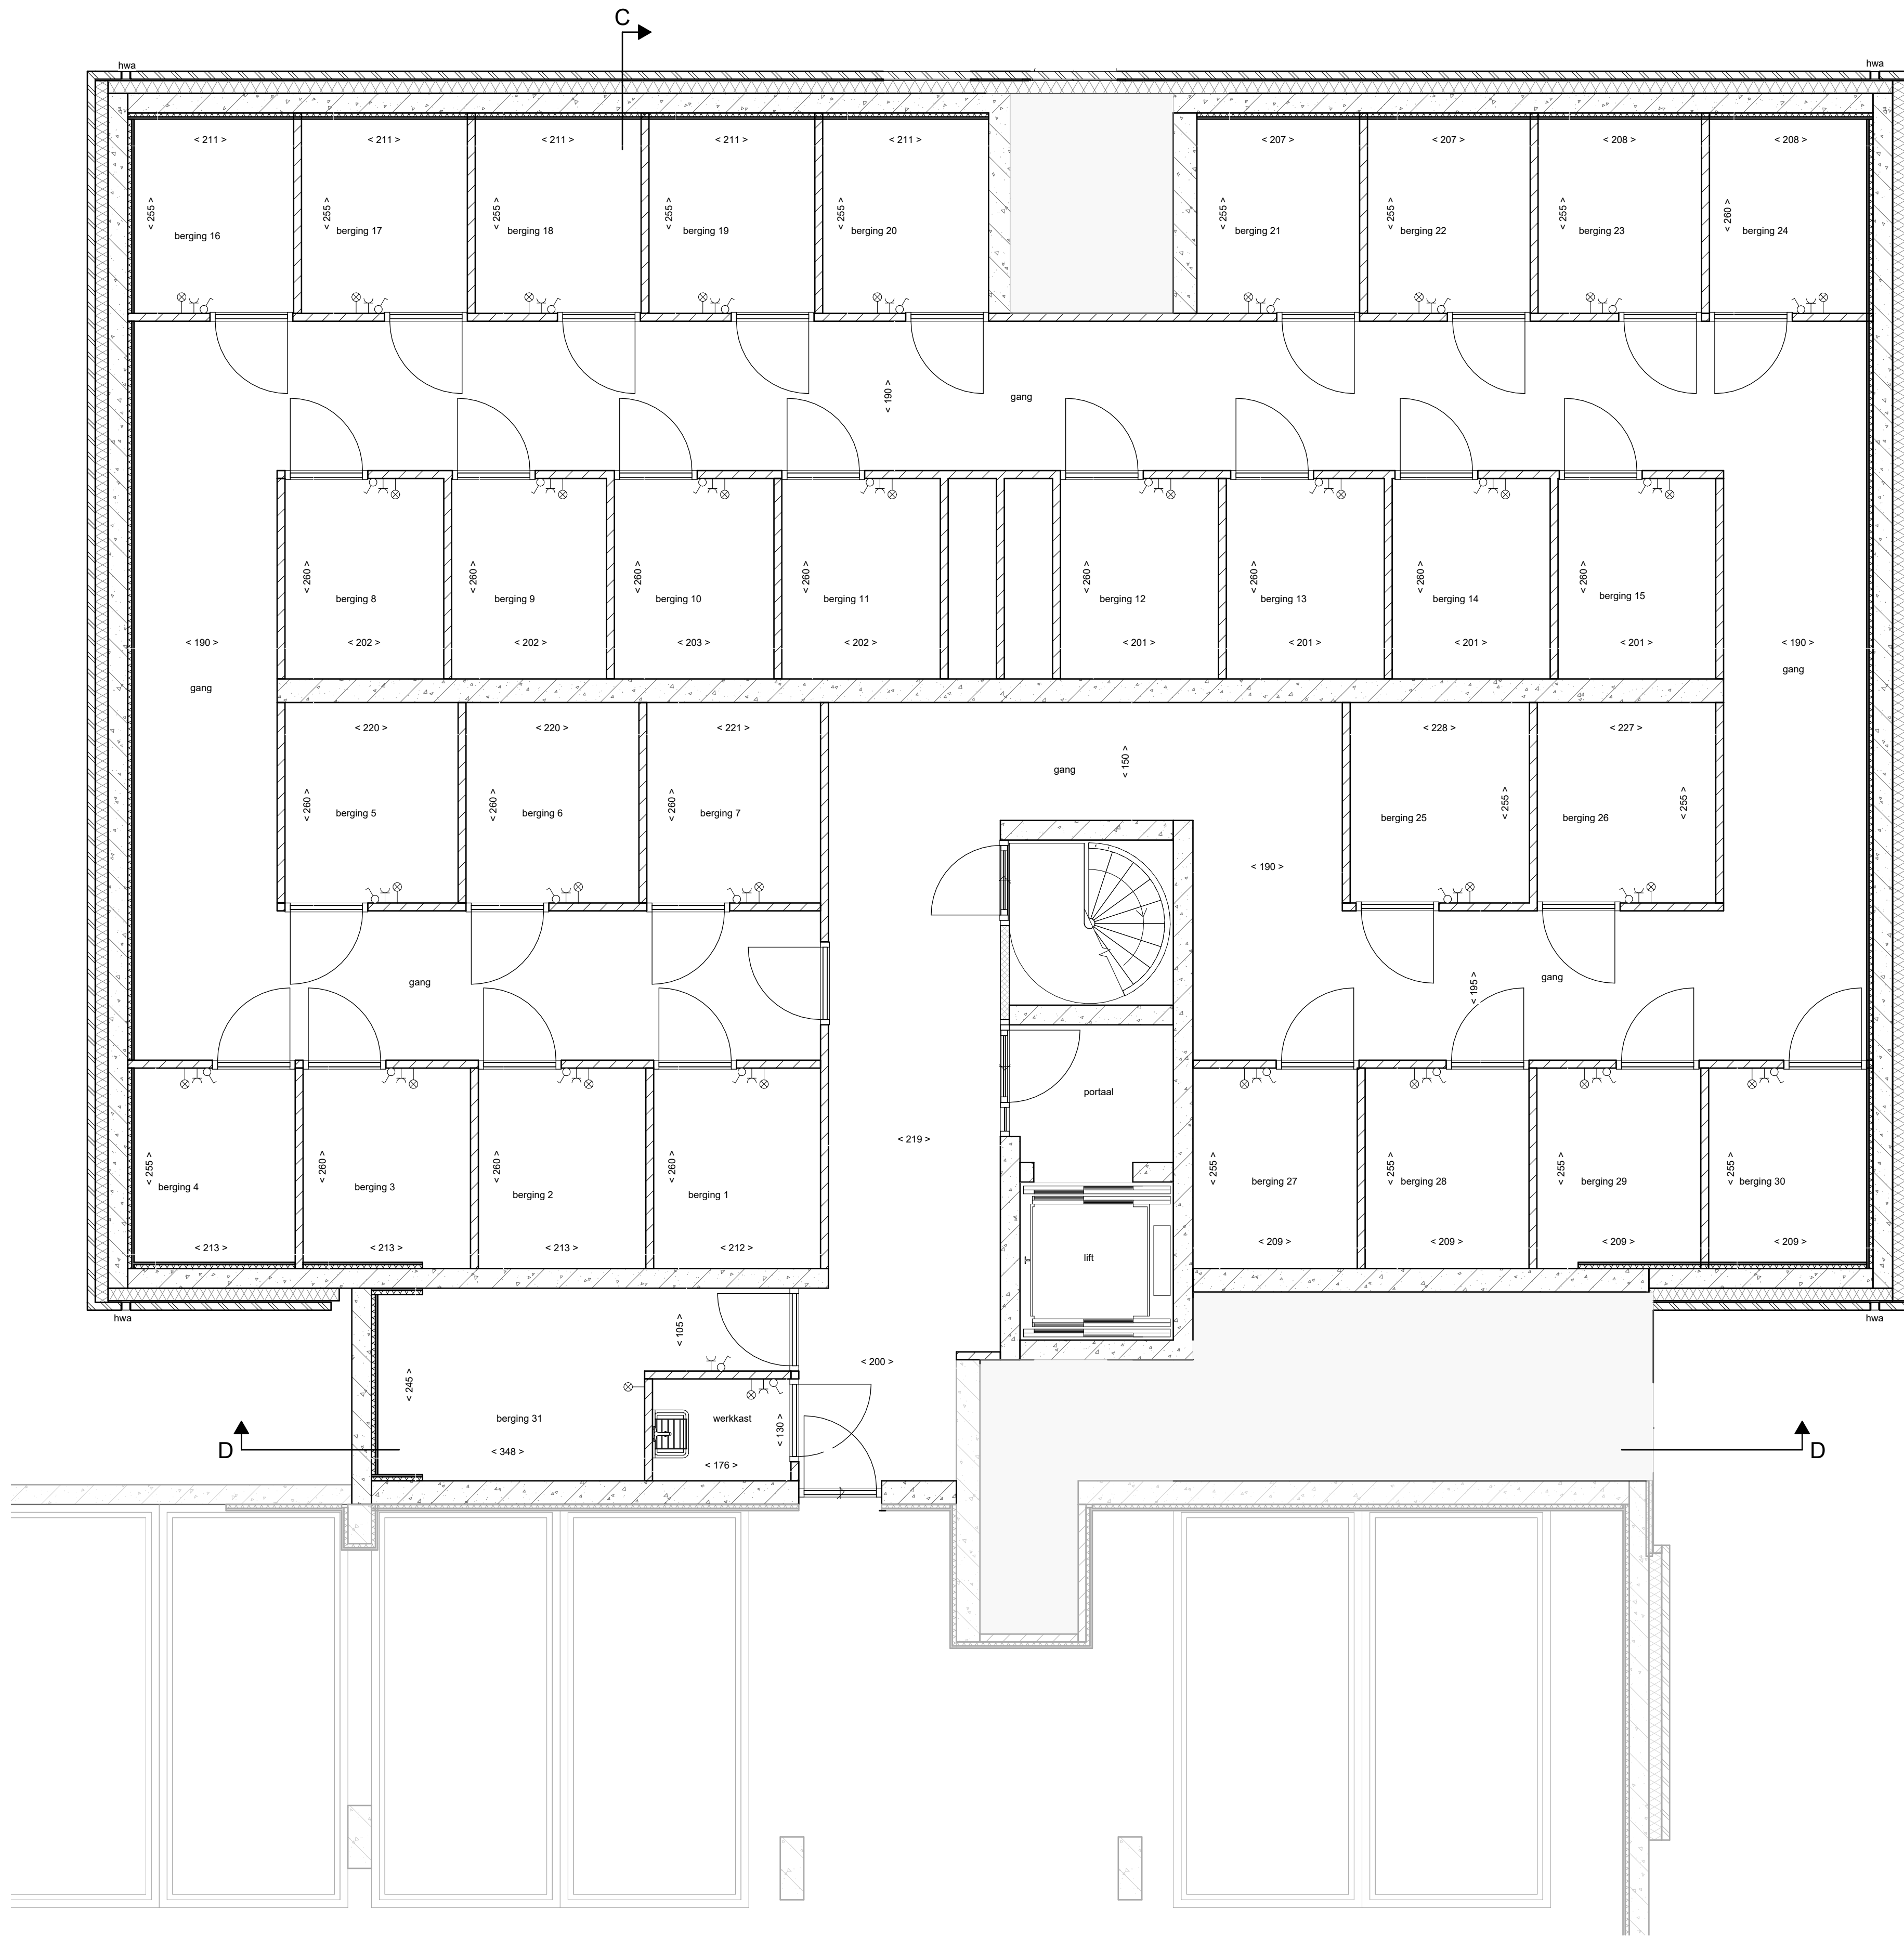 C
hwa
hwa
< 211 >
< 211 >
< 211 >
< 211 >
< 211 >
< 207 >
< 207 >
< 208 >
< 208 >
< 255 >
< 255 >
< 255 >
< 255 >
< 255 >
< 255 >
< 255 >
< 255 >
< 260 >
berging 16
berging 17
berging 18
berging 19
berging 20
berging 21
berging 22
berging 23
berging 24
< 190 >
gang
< 260 >
< 260 >
< 260 >
< 260 >
< 260 >
< 260 >
< 260 >
< 260 >
berging 8
berging 9
berging 10
berging 11
berging 12
berging 13
berging 14
berging 15
< 190 >
< 202 >
< 202 >
< 203 >
< 202 >
< 201 >
< 201 >
< 201 >
< 201 >
< 190 >
gang
gang
< 220 >
< 220 >
< 221 >
< 228 >
< 227 >
gang
< 150 >
< 260 >
< 260 >
< 260 >
< 255 >
< 255 >
berging 5
berging 6
berging 7
berging 25
berging 26
< 190 >
gang
< 195 >
gang
portaal
< 219 >
< 255 >
< 260 >
< 260 >
< 260 >
< 255 >
< 255 >
< 255 >
< 255 >
berging 4
berging 3
berging 2
berging 1
berging 27
berging 28
berging 29
berging 30
< 213 >
< 213 >
< 213 >
< 212 >
lift
< 209 >
< 209 >
< 209 >
< 209 >
hwa
hwa
< 105 >
< 200 >
< 245 >
berging 31
werkkast
< 130 >
D
< 348 >
< 176 >
D